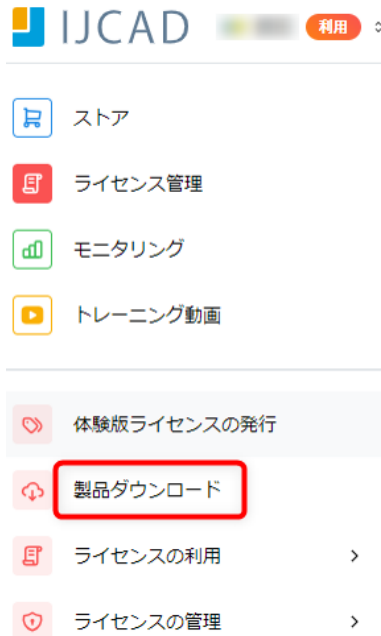 IJCAD 利用
ストア
ライセンス管理
モニタリング
トレーニング動画
体験版ライセンスの発行
製品ダウンロード
ライセンスの利用
ライセンスの管理